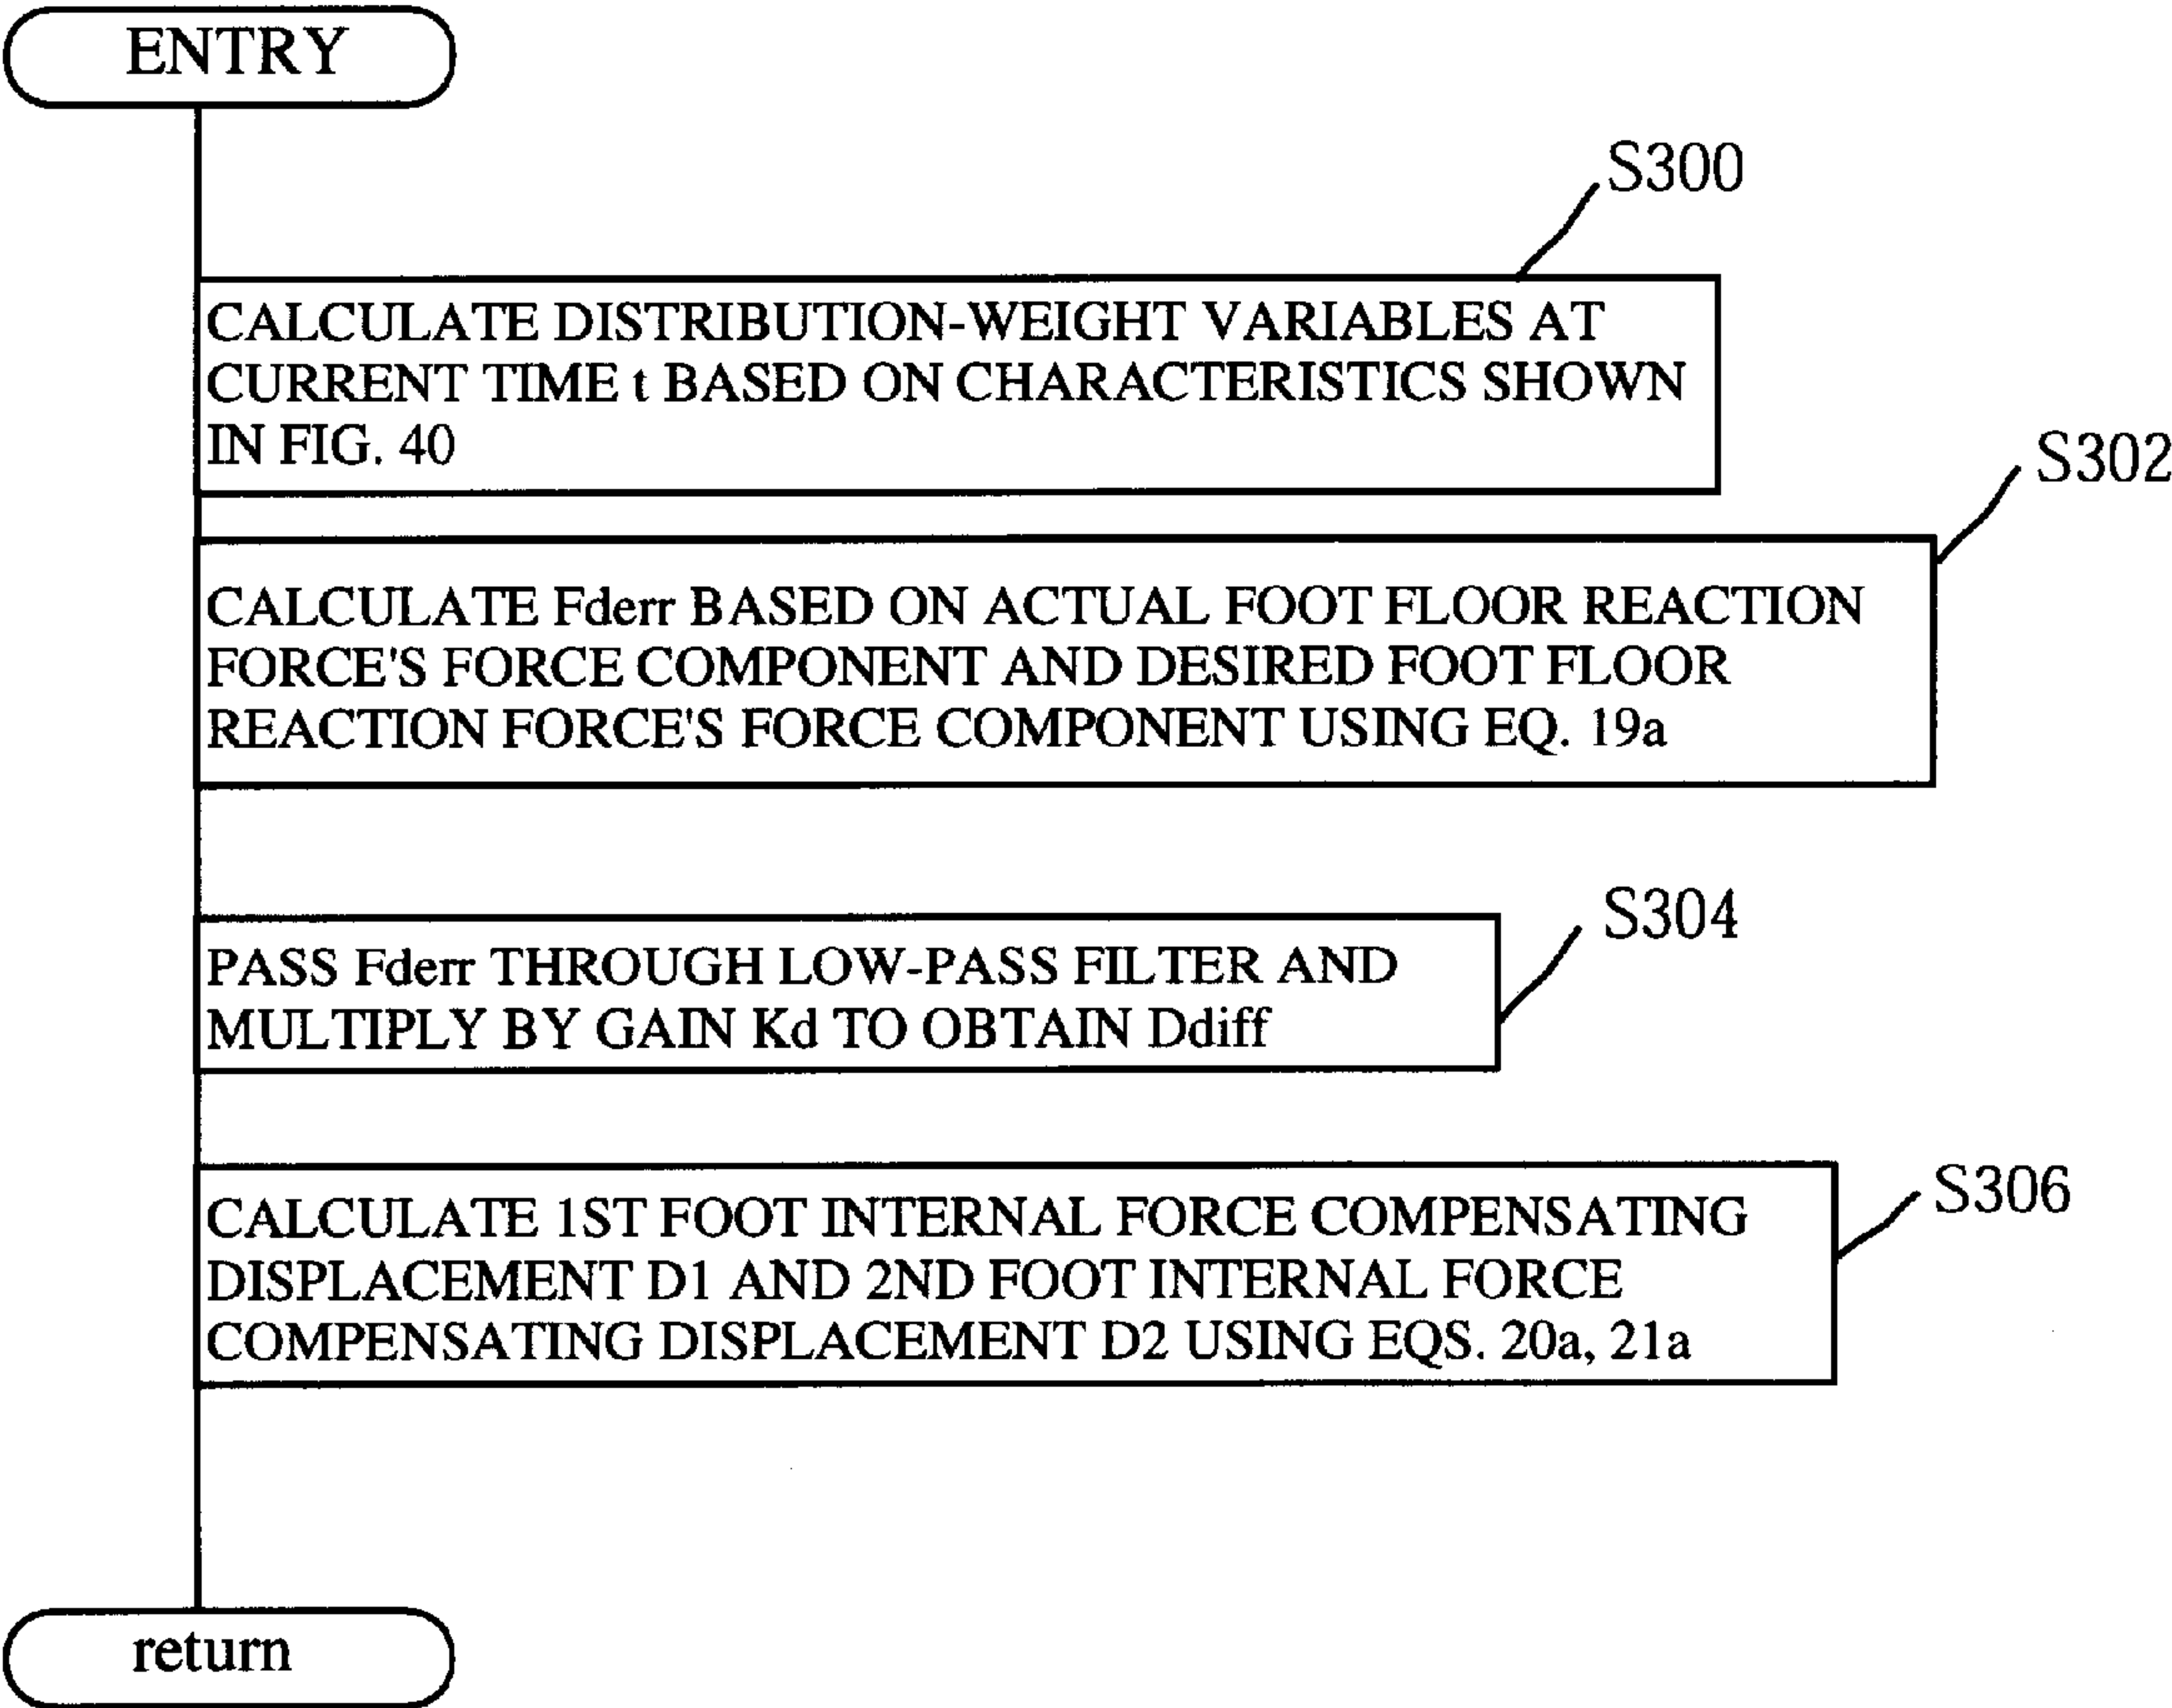 ENTRY
S300
CALCULATE DISTRIBUTION-WEIGHT VARIABLES AT
CURRENT TIME t BASED ON CHARACTERISTICS SHOWN
IN FIG. 40
S302
CALCULATE Fderr BASED ON ACTUAL FOOT FLOOR REACTION
FORCE'S FORCE COMPONENT AND DESIRED FOOT FLOOR
REACTION FORCE'S FORCE COMPONENT USING EQ. 19a
S304
PASS Fderr THROUGH LOW-PASS FILTER AND
MULTIPLY BY GAIN Kd TO OBTAIN Ddiff
S306
CALCULATE 1ST FOOT INTERNAL FORCE COMPENSATING
DISPLACEMENT D1 AND 2ND FOOT INTERNAL FORCE
COMPENSATING DISPLACEMENT D2 USING EQS. 20a, 21a
return